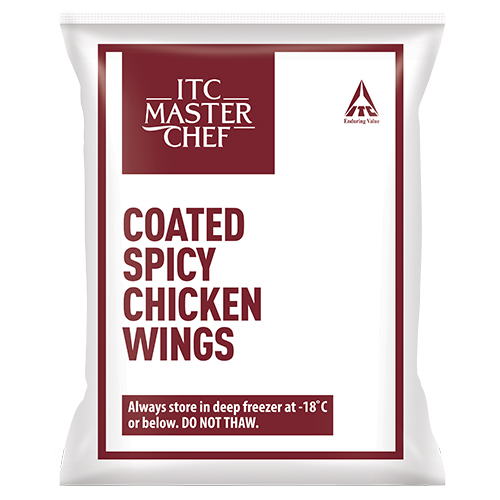 ITC
MASTER
CHEF
ITC
Enduring Value
COATED
SPICY
CHICKEN
WINGS
Always store in deep freezer at -18°C
or below. DO NOT THAW.